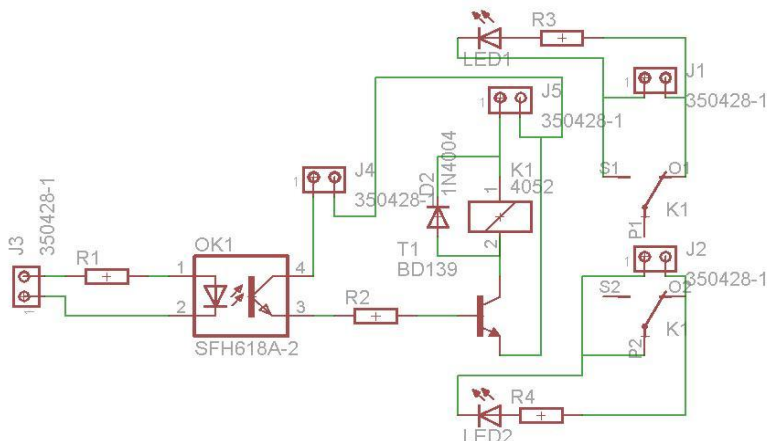 R3
LED1
1
J1
350428-1
1
J5
350428-1
D2
1N4004
K1
4052
1
2
S1
O1
P1
K1
1
J4
350428-1
J3
350428-1
1
R1
OK1
1
2
4
3
SFH618A-2
T1
BD139
R2
1
J2
350428-1
S2
O2
P2
K1
R4
LED2